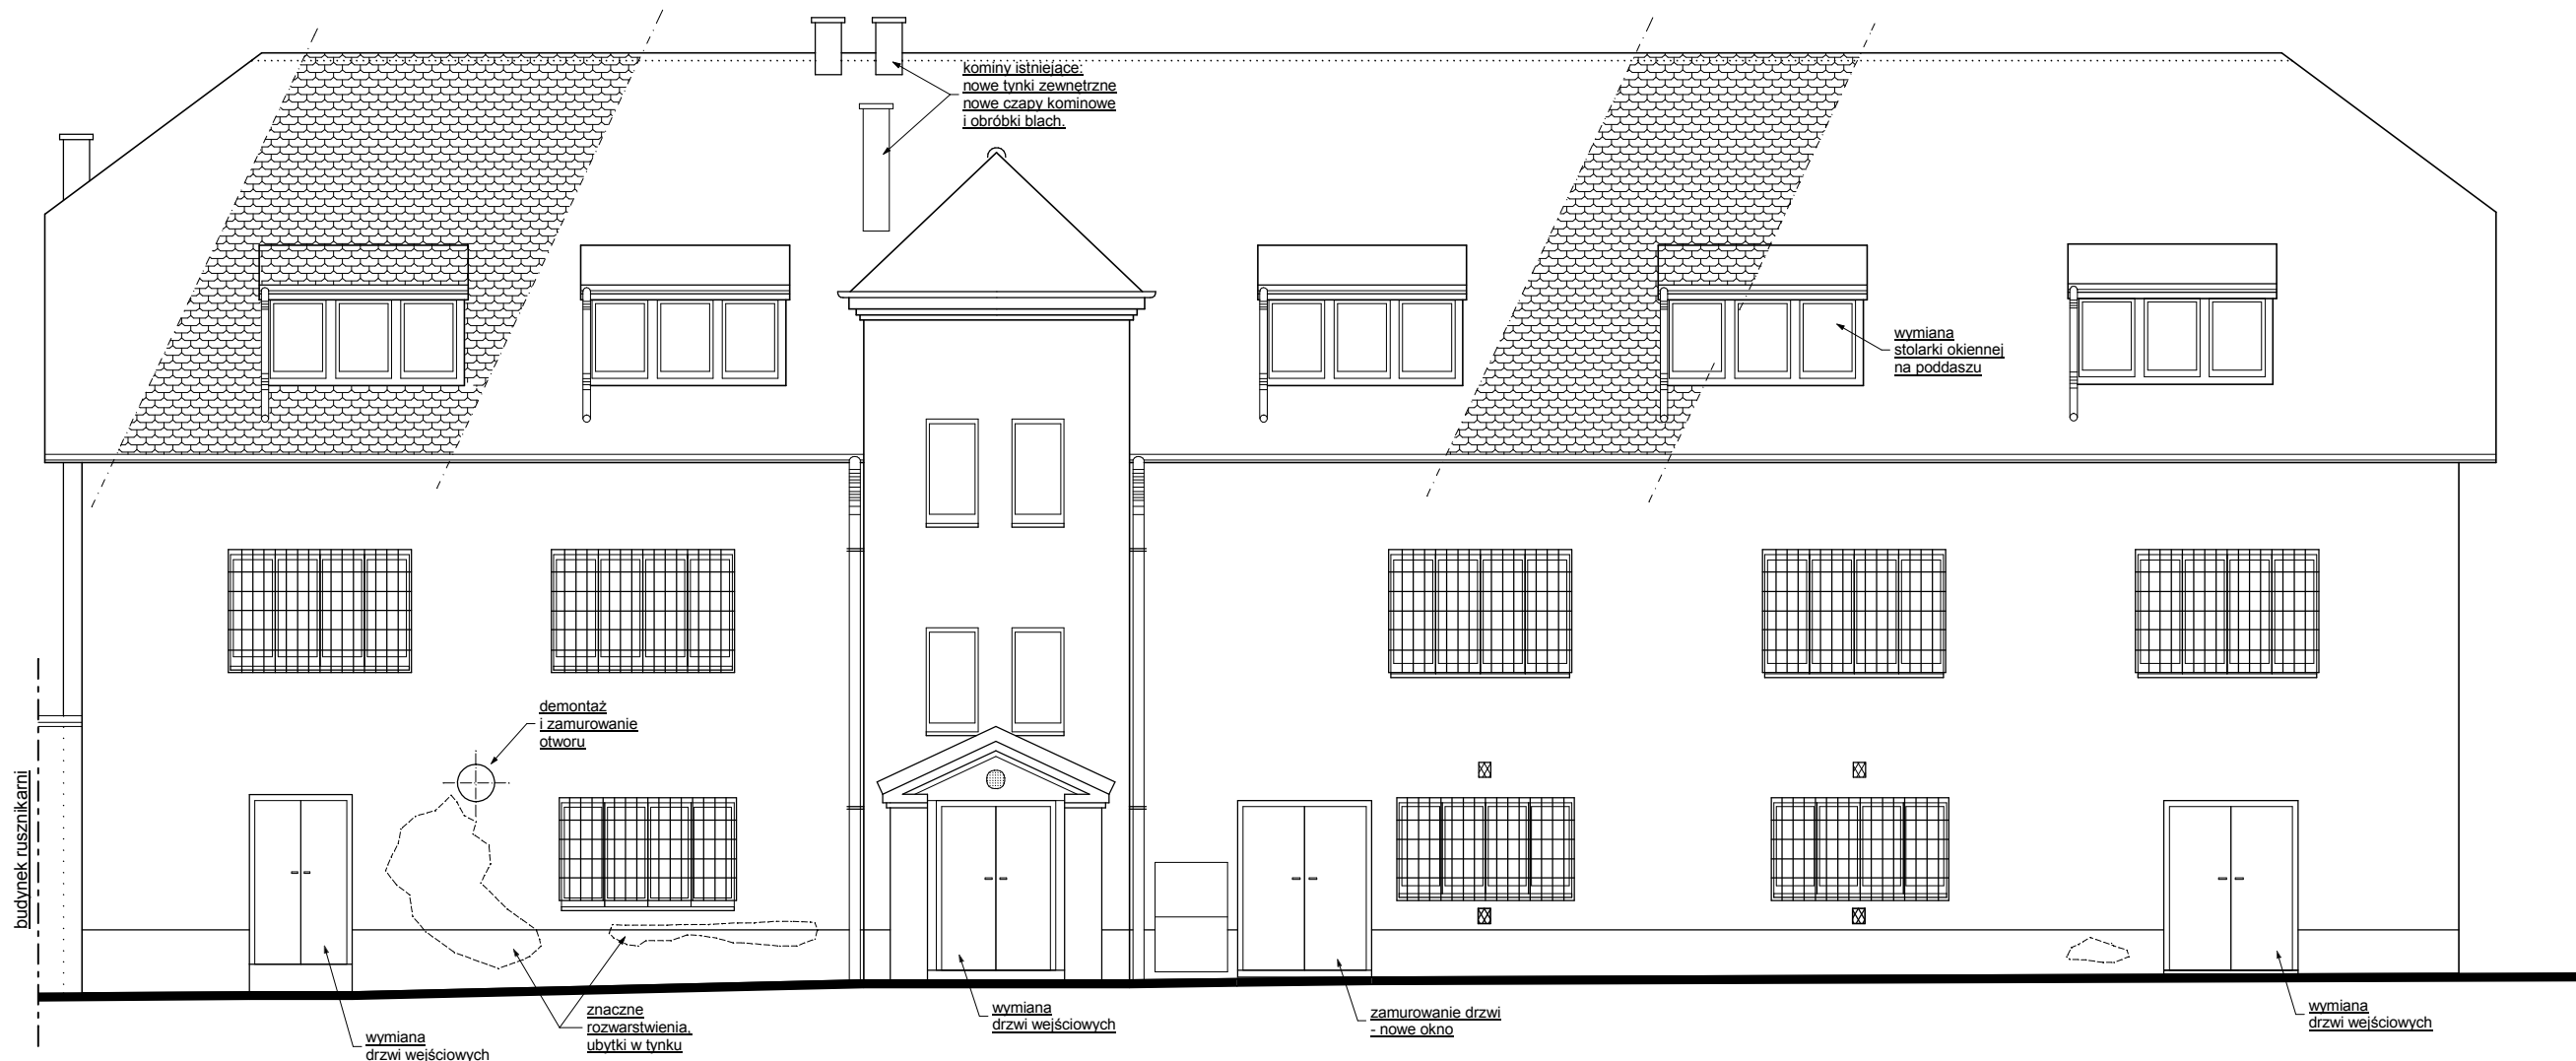 kominy istniejące:
nowe tynki zewnętrzne
nowe czapy kominowe
i obróbki blach.
wymiana
stolarki okiennej
na poddaszu
demontaż
i zamurowanie
otworu
budynek rusznikarni
wymiana
drzwi wejściowych
znaczne
rozwarstwienia,
ubytki w tynku
wymiana
drzwi wejściowych
zamurowanie drzwi
- nowe okno
wymiana
drzwi wejściowych